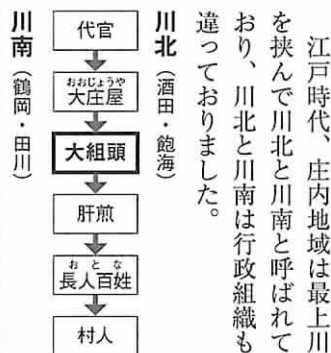 江戸時代、庄内地域は最上川
を挟んで川北と川南と呼ばれて
おり、川北と川南は行政組織も
違っておりました。
川北（酒田・飽海）
代官
おおじょうや
大庄屋
大組頭
肝煎
おとな
長人百姓
村人
川南（鶴岡・田川）